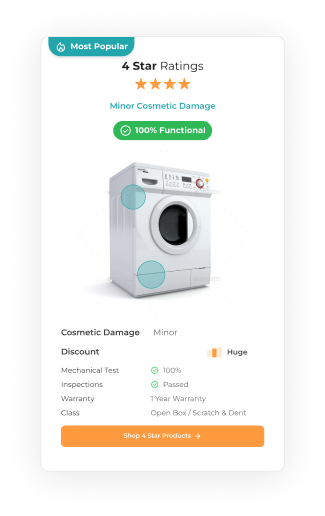 Most Popular
4 Star Ratings
Minor Cosmetic Damage
100% Functional
Cosmetic Damage Minor
Discount Huge
Mechanical Test 100%
Inspections Passed
Warranty 1 Year Warranty
Class Open Box / Scratch & Dent
Shop 4 Star Products →